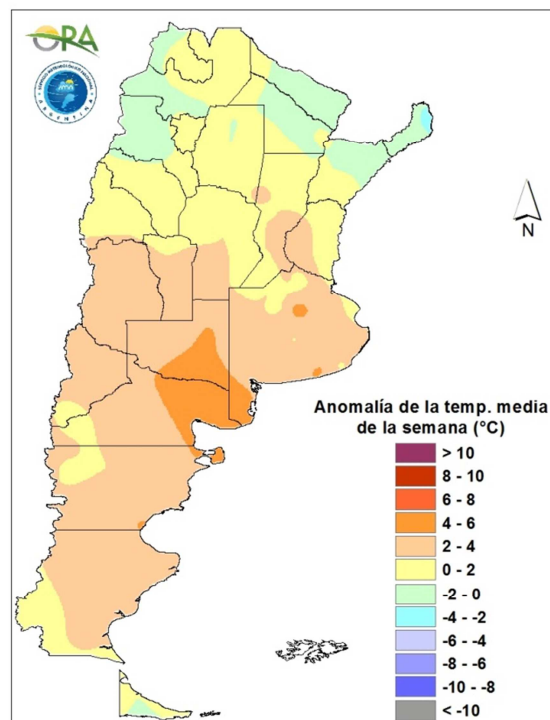 ORA
ARGENTINA
N
Anomalía de la temp. media
de la semana (°C)
> 10
8 - 10
6 - 8
4 - 6
2 - 4
0 - 2
-2 - 0
-4 - -2
-6 - -4
-8 - -6
-10 - -8
< -10